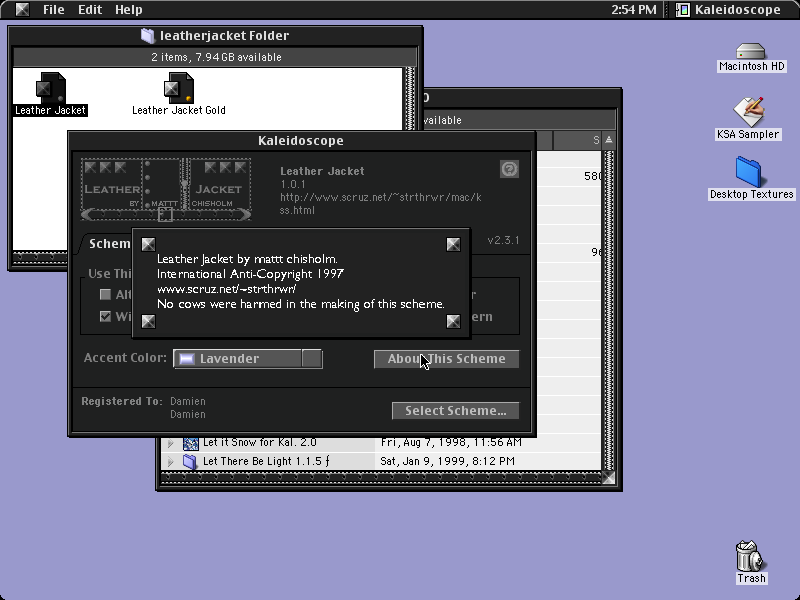 File Edit Help
2:54 PM
Kaleidoscope
leatherjacket Folder
2 items, 7.94GB available
Leather Jacket
Leather Jacket Gold
Macintosh HD
KSA Sampler
Desktop Textures
Trash
vailable
S
580
96
Kaleidoscope
LEATHER JACKET
BY MATTT CHISHOLM
Leather Jacket
1.0.1
http://www.scruz.net/~strthrwr/mac/k
ss.html
v2.3.1
Schem
Use Thi
Alt
Wi
r
ern
Leather Jacket by mattt chisholm.
International Anti-Copyright 1997
www.scruz.net/~strthrwr/
No cows were harmed in the making of this scheme.
Accent Color:
Lavender
About This Scheme
Registered To:
Damien
Damien
Select Scheme...
Let it Snow for Kal. 2.0
Fri, Aug 7, 1998, 11:56 AM
Let There Be Light 1.1.5 ƒ
Sat, Jan 9, 1999, 8:12 PM